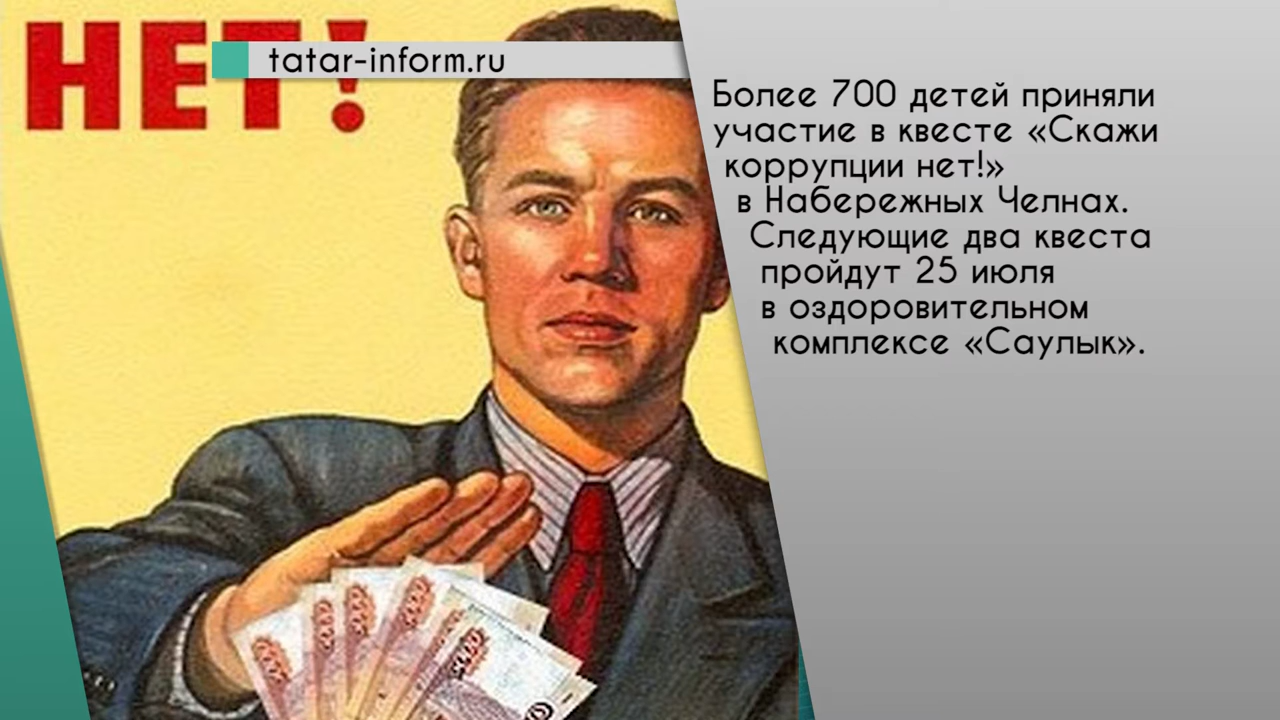 НЕТ!
tatar-inform.ru
Более 700 детей приняли
участие в квесте «Скажи
коррупции нет!»
в Набережных Челнах.
Следующие два квеста
пройдут 25 июля
в оздоровительном
комплексе «Саулык».
5000